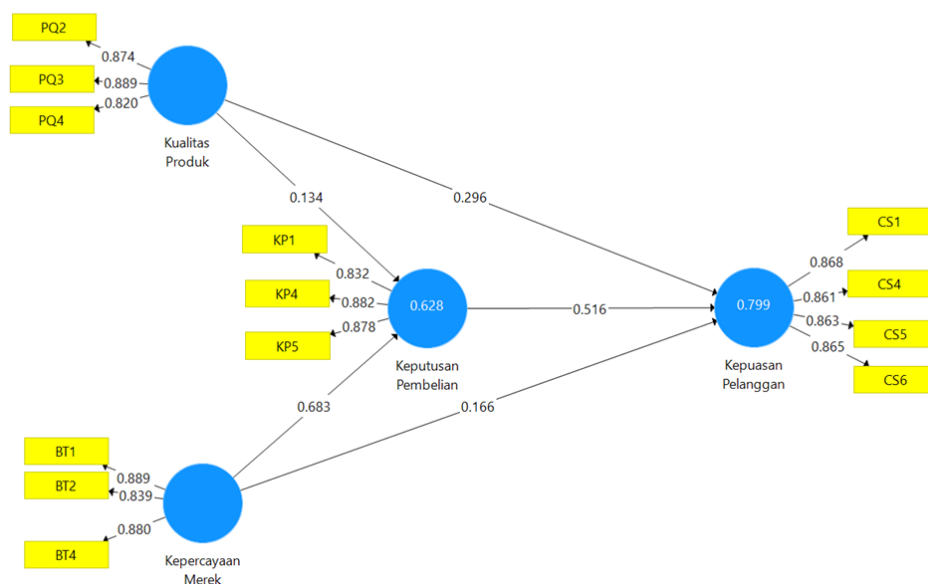 PQ2
0.874
PQ3
0.889
PQ4
0.820
Kualitas
Produk
0.134
0.296
KP1
0.832
KP4
0.882
KP5
0.878
0.628
Keputusan
Pembelian
0.516
0.799
Kepuasan
Pelanggan
CS1
0.868
CS4
0.861
CS5
0.863
CS6
0.865
0.683
0.166
BT1
0.889
BT2
0.839
BT4
0.880
Kepercayaan
Merek